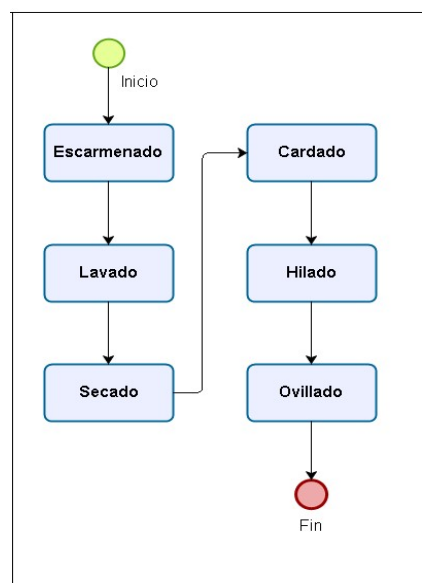 Inicio
Escarmenado
Lavado
Secado
Cardado
Hilado
Ovillado
Fin